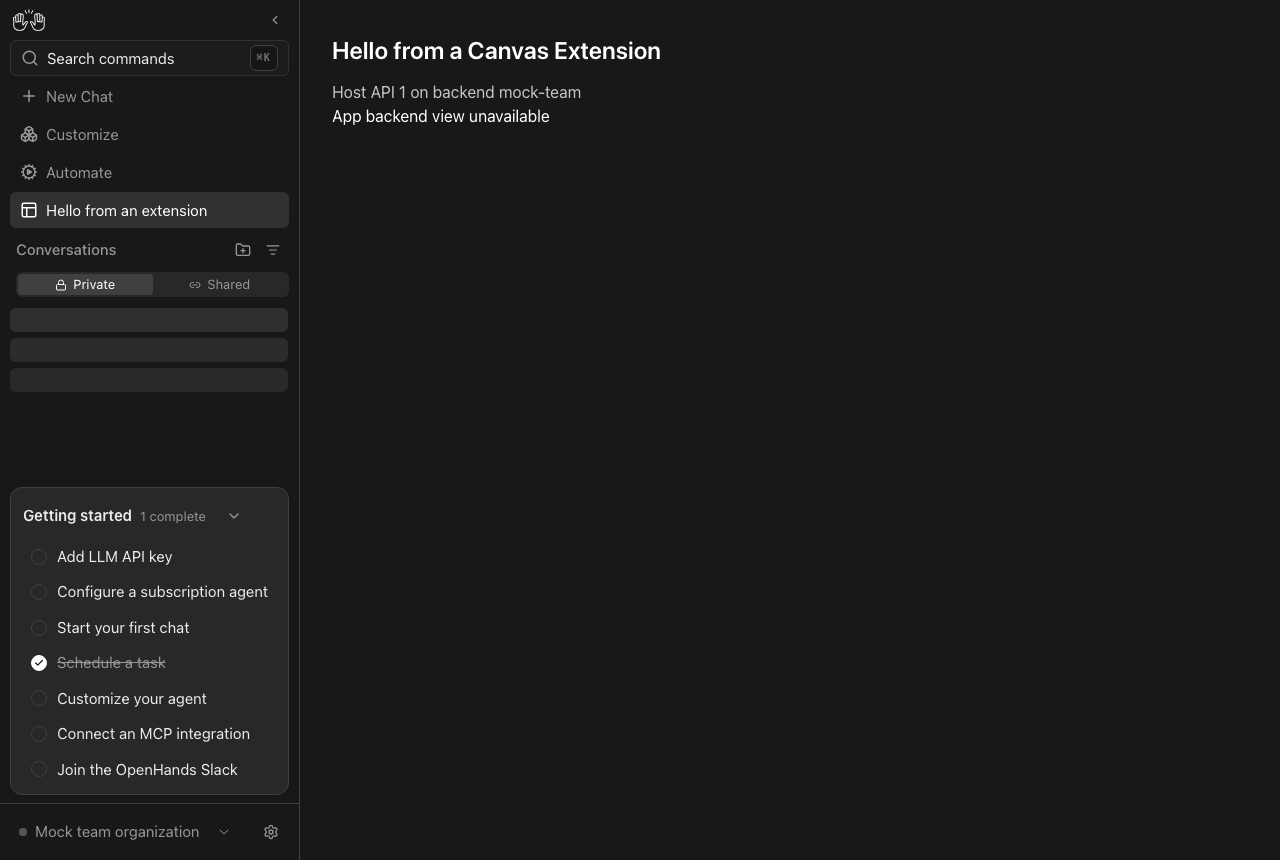 Search commands
⌘K
New Chat
Customize
Automate
Hello from an extension
Conversations
Private
Shared
Getting started 1 complete
Add LLM API key
Configure a subscription agent
Start your first chat
Schedule a task
Customize your agent
Connect an MCP integration
Join the OpenHands Slack
Mock team organization
Hello from a Canvas Extension
Host API 1 on backend mock-team
App backend view unavailable